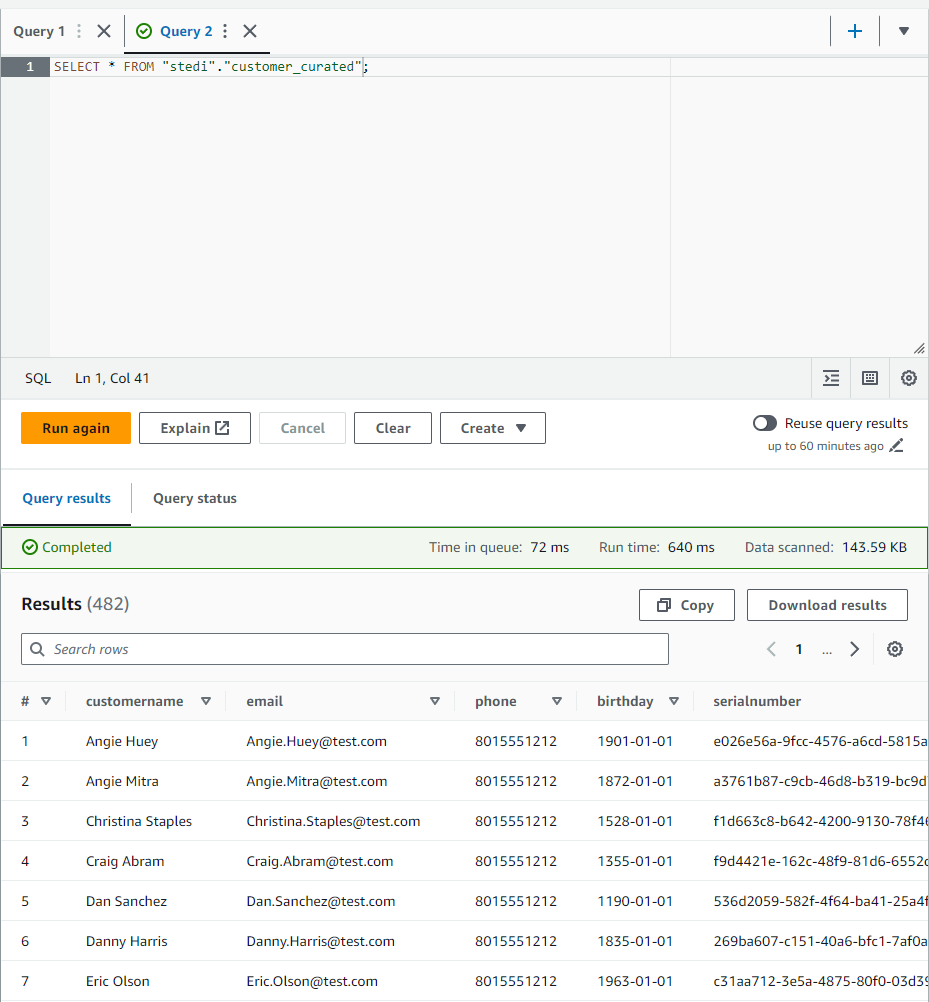 Query 1 Query 2
1 SELECT * FROM "stedi"."customer_curated";
SQL Ln 1, Col 41
Run again Explain Cancel Clear Create Reuse query results
up to 60 minutes ago
Query results Query status
Completed Time in queue: 72 ms Run time: 640 ms Data scanned: 143.59 KB
Results (482) Copy Download results
Search rows 1 ...
# customername email phone birthday serialnumber
1 Angie Huey Angie.Huey@test.com 8015551212 1901-01-01 e026e56a-9fcc-4576-a6cd-5815a
2 Angie Mitra Angie.Mitra@test.com 8015551212 1872-01-01 a3761b87-c9cb-46d8-b319-bc9d
3 Christina Staples Christina.Staples@test.com 8015551212 1528-01-01 f1d663c8-b642-4200-9130-78f46
4 Craig Abram Craig.Abram@test.com 8015551212 1355-01-01 f9d4421e-162c-48f9-81d6-6552c
5 Dan Sanchez Dan.Sanchez@test.com 8015551212 1190-01-01 536d2059-582f-4f64-ba41-25a4f
6 Danny Harris Danny.Harris@test.com 8015551212 1835-01-01 269ba607-c151-40a6-bfc1-7af0a
7 Eric Olson Eric.Olson@test.com 8015551212 1963-01-01 c31aa712-3e5a-4875-80f0-03d39